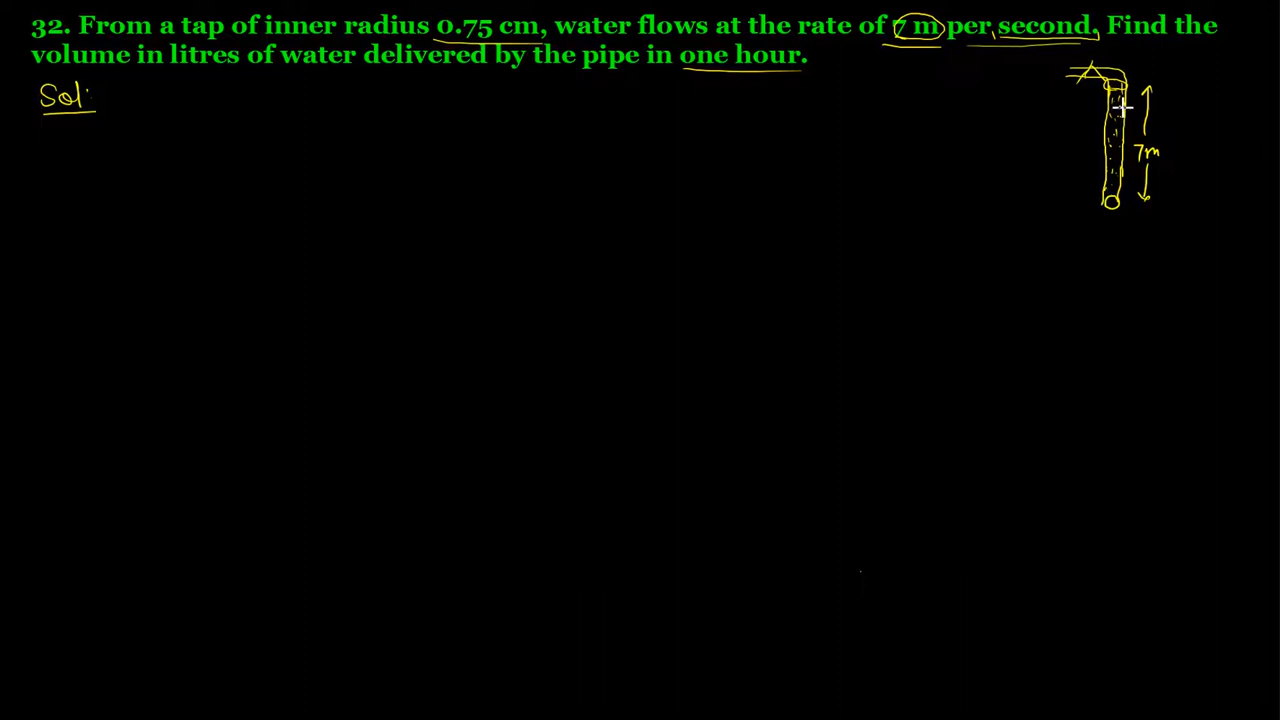 32. From a tap of inner radius 0.75 cm, water flows at the rate of 7 m per second. Find the
volume in litres of water delivered by the pipe in one hour.
Sol:
7m